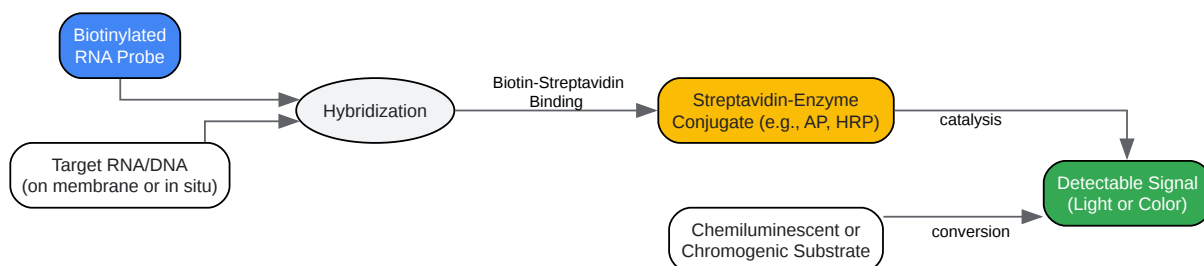 Biotinylated
RNA Probe
Target RNA/DNA
(on membrane or in situ)
Hybridization
Biotin-Streptavidin
Binding
Streptavidin-Enzyme
Conjugate (e.g., AP, HRP)
catalysis
Chemiluminescent or
Chromogenic Substrate
conversion
Detectable Signal
(Light or Color)